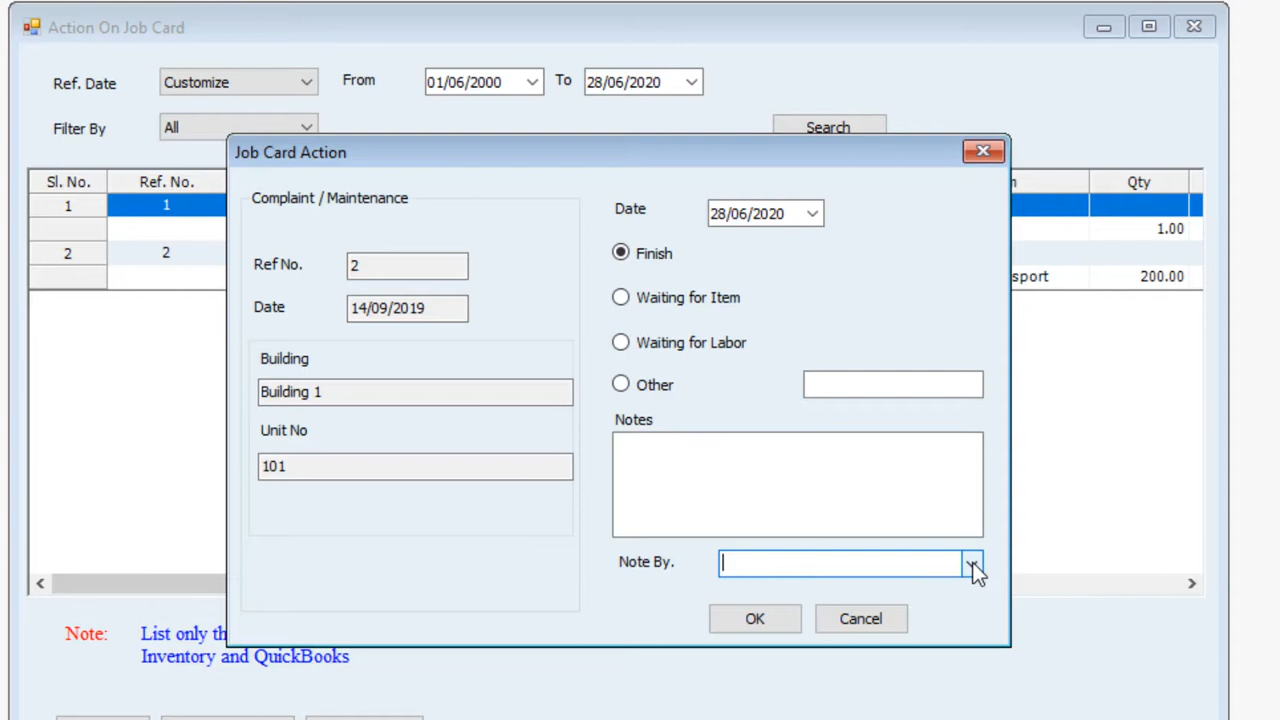 Action On Job Card
Ref. Date Customize From 01/06/2000 To 28/06/2020
Filter By All Search
Sl. No. Ref. No. Qty
1 1
1.00
2 2
sport 200.00
Note: List only th
Inventory and QuickBooks
Job Card Action
Complaint / Maintenance
Ref No. 2
Date 14/09/2019
Building
Building 1
Unit No
101
Date 28/06/2020
Finish
Waiting for Item
Waiting for Labor
Other
Notes
Note By.
OK Cancel